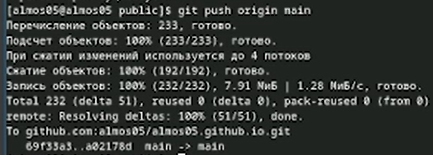 [almos05@almos05 public]$ git push origin main
Перечисление объектов: 233, готово.
Подсчет объектов: 100% (233/233), готово.
При сжатии изменений используется до 4 потоков
Сжатие объектов: 100% (192/192), готово.
Запись объектов: 100% (232/232), 7.91 МиБ | 1.28 МиБ/с, готово.
Total 232 (delta 51), reused 0 (delta 0), pack-reused 0 (from 0)
remote: Resolving deltas: 100% (51/51), done.
To github.com:almos05/almos05.github.io.git
69f33a3..a02178d main -> main